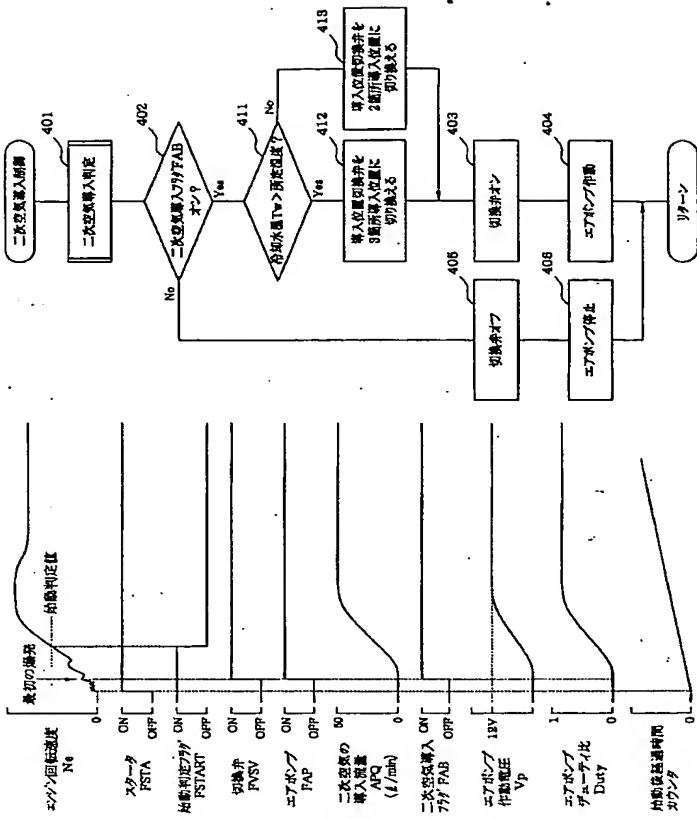 最初の爆発
始動判定値
エンジン回転速度
Ne
0
スタータ
FSTA
ON
OFF
始動判定フラグ
FSTART
ON
OFF
切換弁
FVSV
ON
OFF
エアポンプ
FAP
ON
OFF
二次空気の
導入流量
APQ
(ℓ/min)
50
0
二次空気導入
フラグFAB
ON
OFF
エアポンプ
作動電圧
Vp
12V
エアポンプ
デューティ比
Duty
1
0
始動後経過時間
カウンタ
0
二次空気導入制御
401
二次空気導入判定
402
二次空気導入フラグFAB
オン?
No
Yes
411
冷却水温Tw>所定温度?
No
Yes
412
導入位置切換弁を
3箇所導入位置に
切り換える
413
導入位置切換弁を
2箇所導入位置に
切り換える
403
切換弁オン
404
エアポンプ作動
405
切換弁オフ
406
エアポンプ停止
リターン